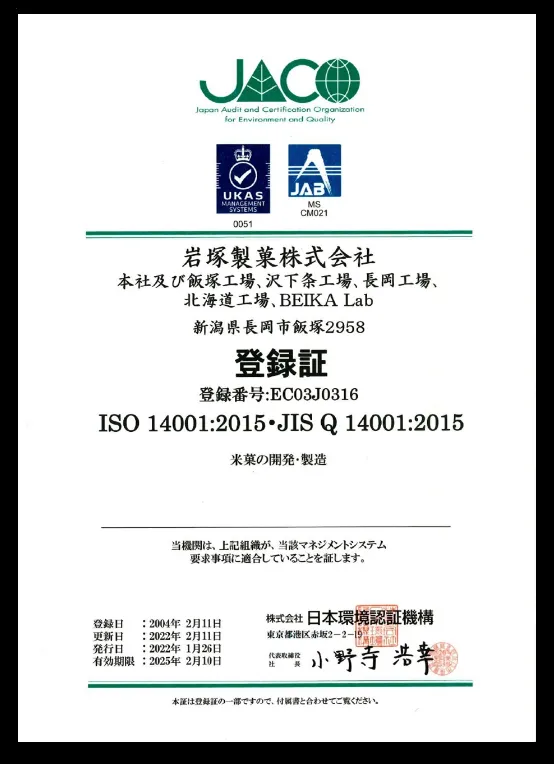 JACO
Japan Audit and Certification Organization
for Environment and Quality
UKAS
MANAGEMENT
SYSTEMS
0051
JAB
MS
CM021
岩塚製菓株式会社
本社及び飯塚工場、沢下条工場、長岡工場、
北海道工場、BEIKA Lab
新潟県長岡市飯塚2958
登録証
登録番号:EC03J0316
ISO 14001:2015・JIS Q 14001:2015
米菓の開発・製造
当機関は、上記組織が、当該マネジメントシステム
要求事項に適合していることを証します。
登録日 :2004年 2月11日
更新日 :2022年 2月11日
発行日 :2022年 1月26日
有効期限 :2025年 2月10日
株式会社 日本環境認証機構
東京都港区赤坂2-2-19
代表取締役
社長 小野寺 浩幸
本証は登録証の一部ですので、付属書と合わせてご覧ください。